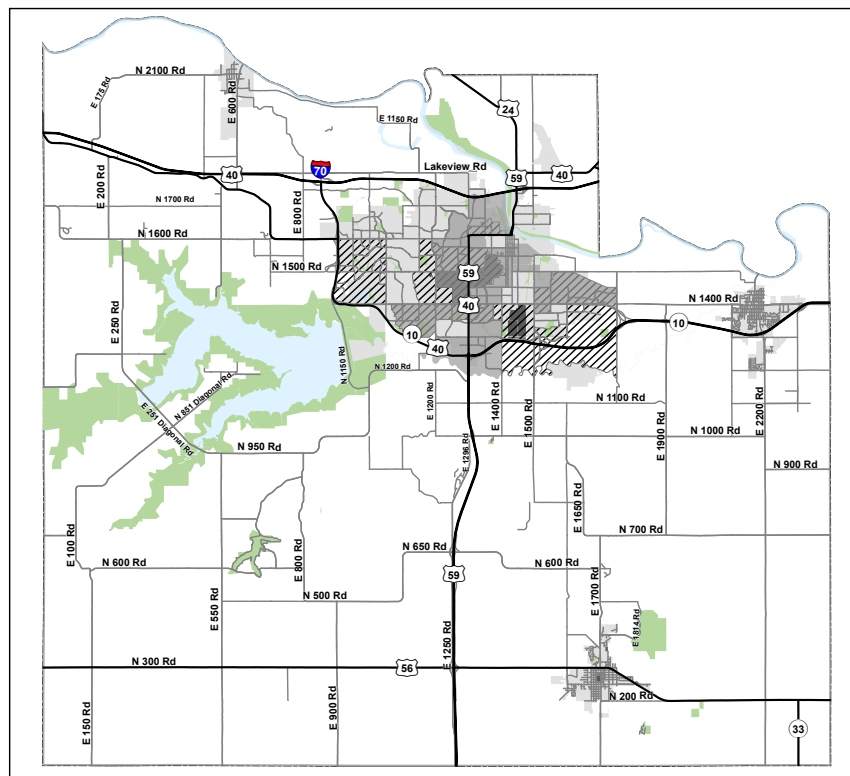 N 2100 Rd
E 175 Rd
E 600 Rd
24
E 1150 Rd
Lakeview Rd
70
40
59
40
E 200 Rd
N 1700 Rd
E 800 Rd
N 1600 Rd
N 1500 Rd
59
40
N 1400 Rd
E 250 Rd
10
40
10
N 1150 Rd
N 1200 Rd
N 851 Diagonal Rd
E 251 Diagonal Rd
E 1200 Rd
E 1400 Rd
E 1500 Rd
N 1100 Rd
E 1900 Rd
E 2200 Rd
N 1000 Rd
N 950 Rd
E 1296 Rd
N 900 Rd
E 1650 Rd
E 100 Rd
N 700 Rd
N 650 Rd
N 600 Rd
E 800 Rd
N 600 Rd
59
N 500 Rd
E 550 Rd
E 1700 Rd
E 1814 Rd
E 1250 Rd
N 300 Rd
56
N 200 Rd
E 150 Rd
E 900 Rd
33